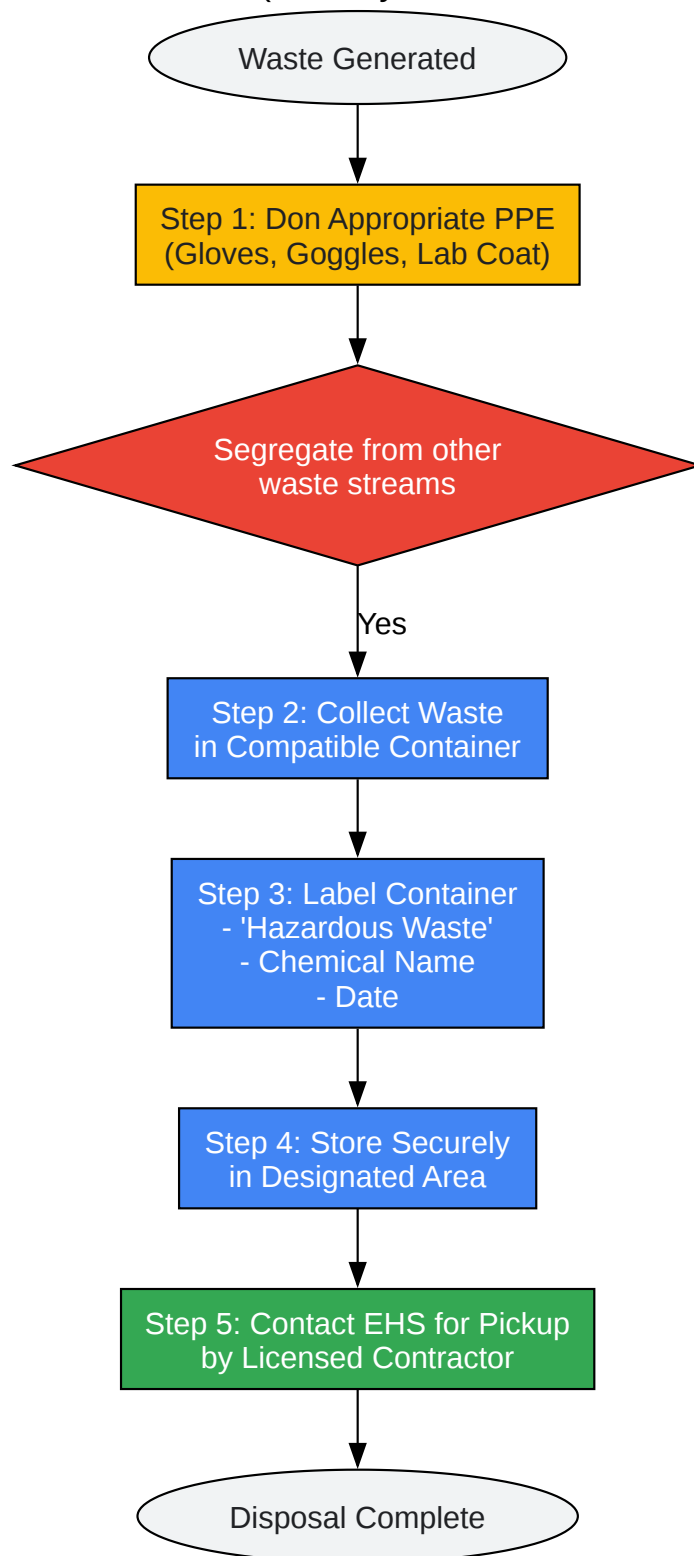 Waste Generated
Step 1: Don Appropriate PPE
(Gloves, Goggles, Lab Coat)
Segregate from other
waste streams
Yes
Step 2: Collect Waste
in Compatible Container
Step 3: Label Container
- 'Hazardous Waste'
- Chemical Name
- Date
Step 4: Store Securely
in Designated Area
Step 5: Contact EHS for Pickup
by Licensed Contractor
Disposal Complete